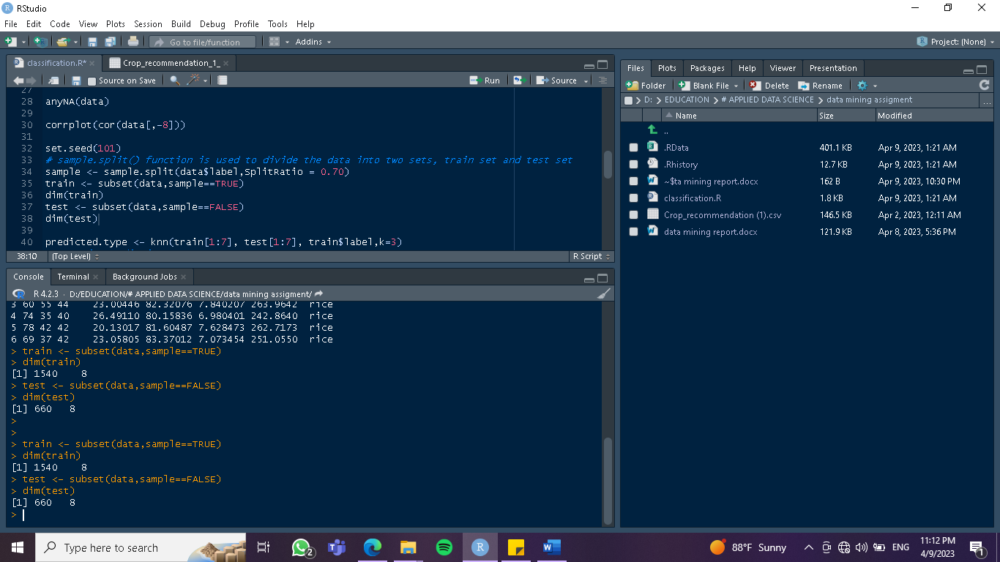 RStudio
File Edit Code View Plots Session Build Debug Profile Tools Help
Go to file/function Addins Project: (None)
classification.R* Crop_recommendation_1_
Source on Save Run Source
27
28 anyNA(data)
29
30 corrplot(cor(data[,-8]))
31
32 set.seed(101)
33 # sample.split() function is used to divide the data into two sets, train set and test set
34 sample <- sample.split(data$label,SplitRatio = 0.70)
35 train <- subset(data,sample==TRUE)
36 dim(train)
37 test <- subset(data,sample==FALSE)
38 dim(test)
39
40 predicted.type <- knn(train[1:7], test[1:7], train$label,k=3)
38:10 (Top Level) R Script
Console Terminal Background Jobs
R 4.2.3 · D:/EDUCATION/# APPLIED DATA SCIENCE/data mining assigment/
3 60 55 44 23.00446 82.32076 7.840207 263.9642 rice
4 74 35 40 26.49110 80.15836 6.980401 242.8640 rice
5 78 42 42 20.13017 81.60487 7.628473 262.7173 rice
6 69 37 42 23.05805 83.37012 7.073454 251.0550 rice
> train <- subset(data,sample==TRUE)
> dim(train)
[1] 1540 8
> test <- subset(data,sample==FALSE)
> dim(test)
[1] 660 8
>
>
> train <- subset(data,sample==TRUE)
> dim(train)
[1] 1540 8
> test <- subset(data,sample==FALSE)
> dim(test)
[1] 660 8
>
Files Plots Packages Help Viewer Presentation
Folder Blank File Delete Rename
D: EDUCATION # APPLIED DATA SCIENCE data mining assigment ...
Name Size Modified
..
.RData 401.1 KB Apr 9, 2023, 1:21 AM
.Rhistory 12.7 KB Apr 9, 2023, 1:21 AM
~$ta mining report.docx 162 B Apr 9, 2023, 10:30 PM
classification.R 1.8 KB Apr 9, 2023, 1:21 AM
Crop_recommendation (1).csv 146.5 KB Apr 2, 2023, 12:11 AM
data mining report.docx 121.9 KB Apr 8, 2023, 5:36 PM
Type here to search 2 88°F Sunny ENG 11:12 PM
4/9/2023 1